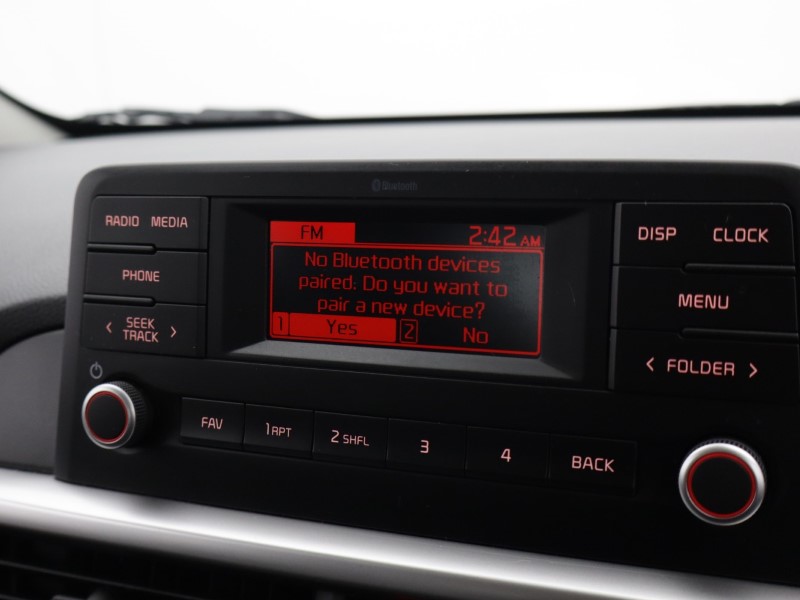 Bluetooth
RADIO MEDIA
PHONE
< SEEK >
TRACK
FM 2:42 AM
No Bluetooth devices
paired. Do you want to
pair a new device?
1 Yes 2 No
DISP CLOCK
MENU
< FOLDER >
FAV 1 RPT 2 SHFL 3 4 BACK